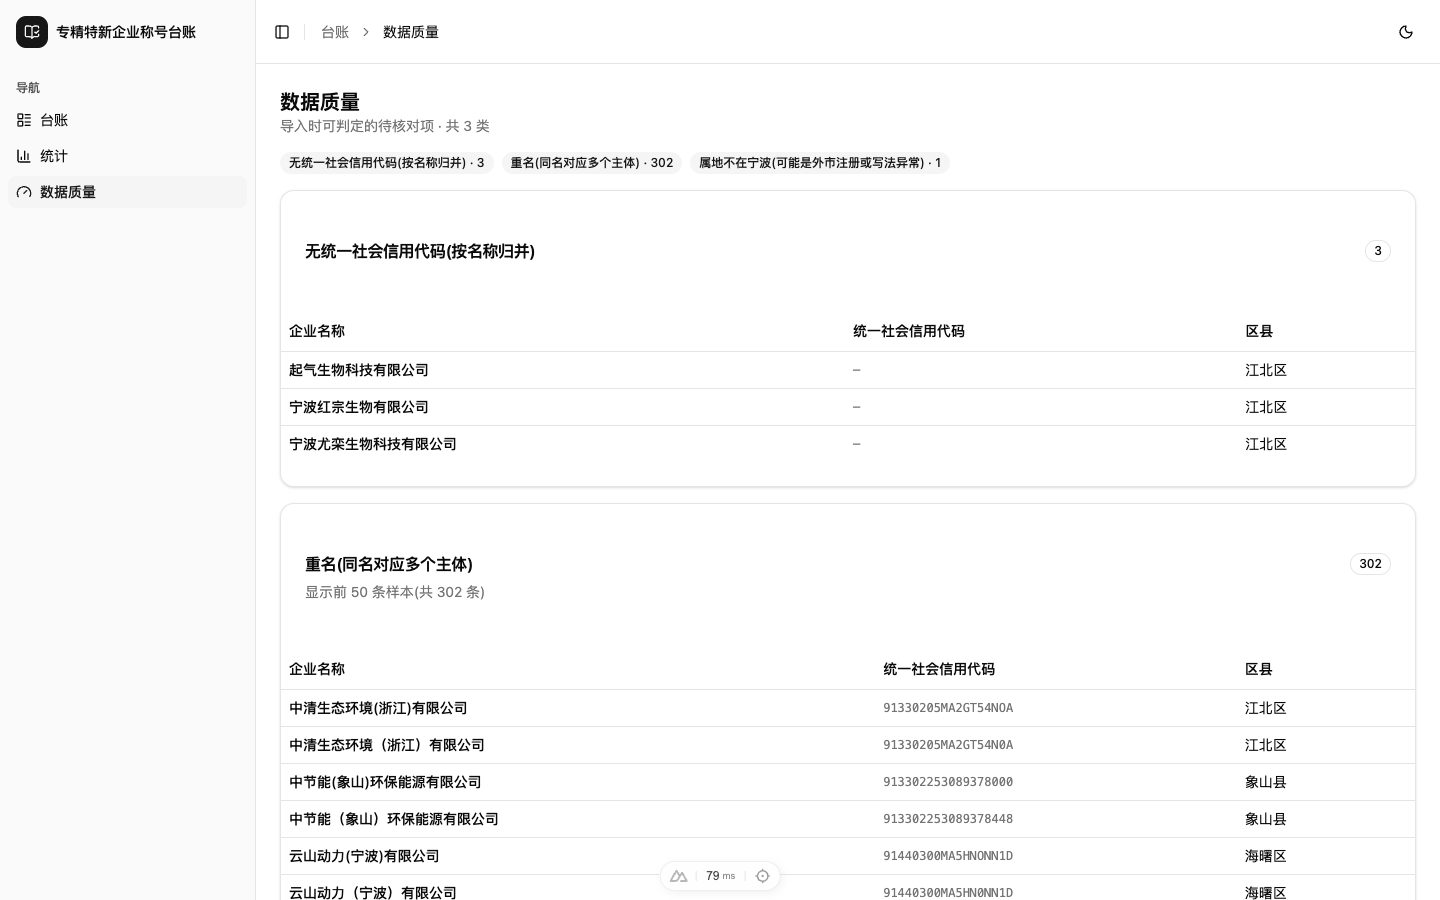 专精特新企业称号台账
台账 > 数据质量
导航
台账
统计
数据质量
数据质量
导入时可判定的待核对项 · 共 3 类
无统一社会信用代码(按名称归并) · 3
重名(同名对应多个主体) · 302
属地不在宁波(可能是外市注册或写法异常) · 1
无统一社会信用代码(按名称归并)
3
企业名称 统一社会信用代码 区县
起气生物科技有限公司 — 江北区
宁波红宗生物有限公司 — 江北区
宁波尤栾生物科技有限公司 — 江北区
重名(同名对应多个主体)
302
显示前 50 条样本(共 302 条)
企业名称 统一社会信用代码 区县
中清生态环境(浙江)有限公司 91330205MA2GT54NOA 江北区
中清生态环境（浙江）有限公司 91330205MA2GT54N0A 江北区
中节能(象山)环保能源有限公司 913302253089378000 象山县
中节能（象山）环保能源有限公司 913302253089378448 象山县
云山动力(宁波)有限公司 91440300MA5HNONN1D 海曙区
云山动力（宁波）有限公司 91440300MA5HN0NN1D 海曙区
79 ms